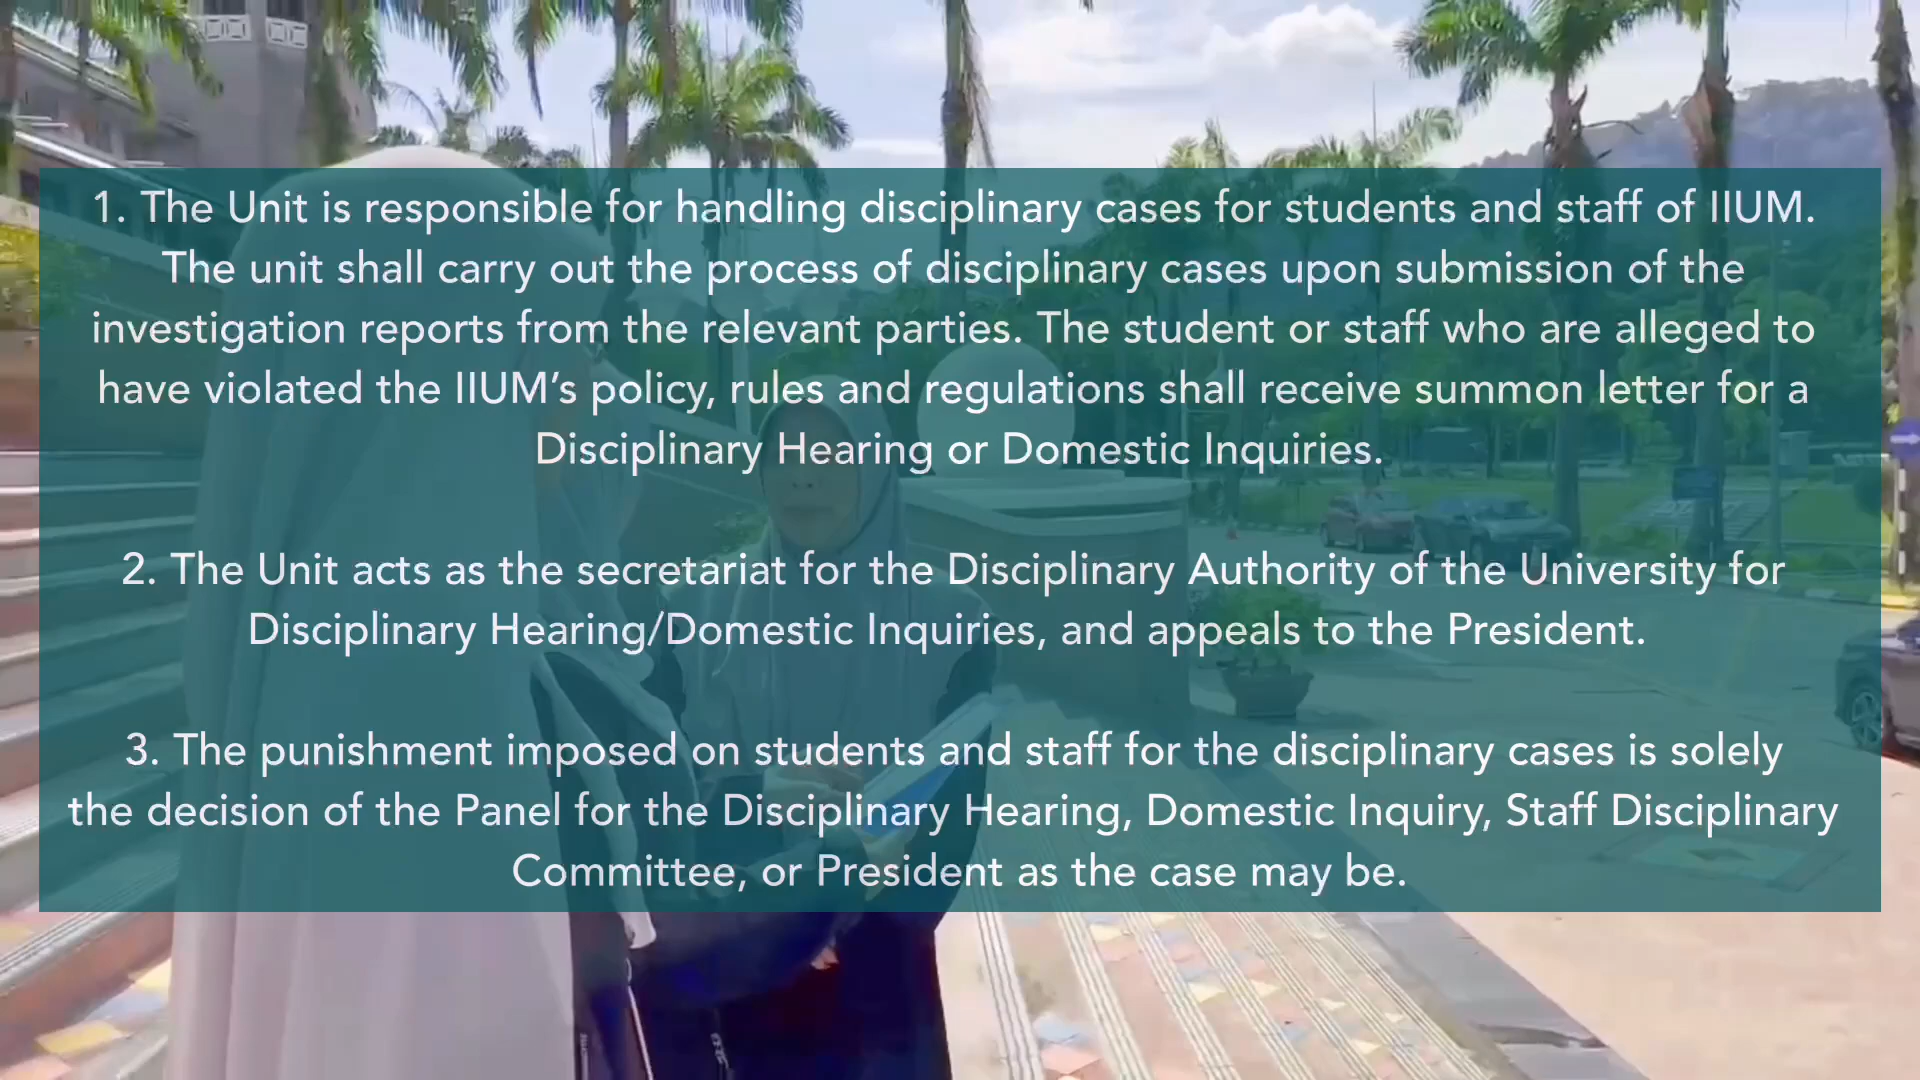 1. The Unit is responsible for handling disciplinary cases for students and staff of IIUM.
The unit shall carry out the process of disciplinary cases upon submission of the
investigation reports from the relevant parties. The student or staff who are alleged to
have violated the IIUM’s policy, rules and regulations shall receive summon letter for a
Disciplinary Hearing or Domestic Inquiries.
2. The Unit acts as the secretariat for the Disciplinary Authority of the University for
Disciplinary Hearing/Domestic Inquiries, and appeals to the President.
3. The punishment imposed on students and staff for the disciplinary cases is solely
the decision of the Panel for the Disciplinary Hearing, Domestic Inquiry, Staff Disciplinary
Committee, or President as the case may be.